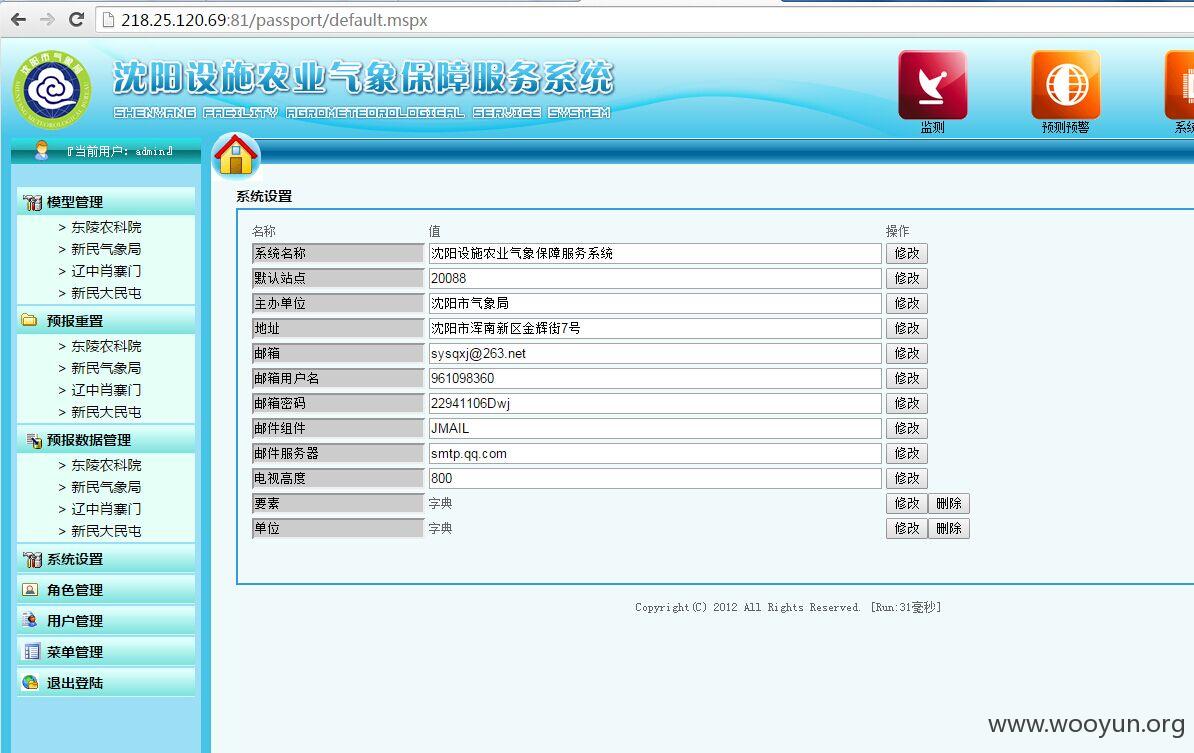 218.25.120.69:81/passport/default.mspx
沈阳设施农业气象保障服务系统
SHENYANG FACILITY AGROMETEOROLOGICAL SERVICE SYSTEM
监测
预测预警
系统
『当前用户：admin』
模型管理
> 东陵农科院
> 新民气象局
> 辽中肖寨门
> 新民大民屯
预报重置
> 东陵农科院
> 新民气象局
> 辽中肖寨门
> 新民大民屯
预报数据管理
> 东陵农科院
> 新民气象局
> 辽中肖寨门
> 新民大民屯
系统设置
角色管理
用户管理
菜单管理
退出登陆
系统设置
名称 值 操作
系统名称 沈阳设施农业气象保障服务系统 修改
默认站点 20088 修改
主办单位 沈阳市气象局 修改
地址 沈阳市浑南新区金辉街7号 修改
邮箱 sysqxj@263.net 修改
邮箱用户名 961098360 修改
邮箱密码 22941106Dwj 修改
邮件组件 JMAIL 修改
邮件服务器 smtp.qq.com 修改
电视高度 800 修改
要素 字典 修改 删除
单位 字典 修改 删除
Copyright(C) 2012 All Rights Reserved. [Run:31毫秒]
www.wooyun.org